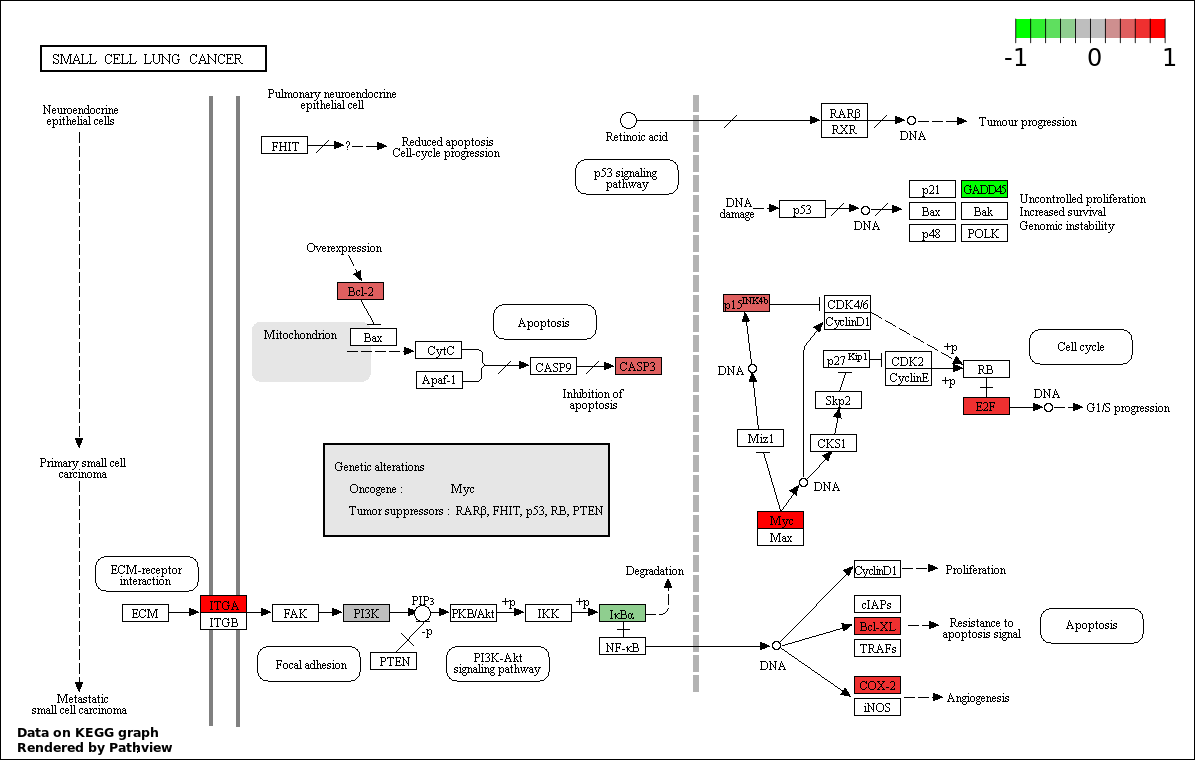 SMALL CELL LUNG CANCER
-1 0 1
Neuroendocrine
epithelial cells
Pulmonary neuroendocrine
epithelial cell
FHIT
?
Reduced apoptosis
Cell-cycle progression
Retinoic acid
RARβ
RXR
DNA
Tumour progression
p53 signaling
pathway
DNA
damage
p53
DNA
p21
GADD45
Bax
Bak
p48
POLK
Uncontrolled proliferation
Increased survival
Genomic instability
Overexpression
Bcl-2
Mitochondrion
Bax
CytC
Apaf-1
Apoptosis
CASP9
CASP3
Inhibition of
apoptosis
p15INK4b
CDK4/6
CyclinD1
+p
Cell cycle
DNA
p27Kip1
CDK2
CyclinE
+p
RB
Skp2
E2F
DNA
G1/S progression
Miz1
CKS1
DNA
Myc
Max
Primary small cell
carcinoma
Genetic alterations
Oncogene : Myc
Tumor suppressors : RARβ, FHIT, p53, RB, PTEN
ECM-receptor
interaction
ECM
ITGA
ITGB
FAK
PI3K
PIP3
-p
PTEN
PKB/Akt
+p
IKK
+p
IκBα
NF-κB
Degradation
Focal adhesion
PI3K-Akt
signaling pathway
DNA
CyclinD1
Proliferation
cIAPs
Bcl-XL
TRAFs
Resistance to
apoptosis signal
Apoptosis
COX-2
iNOS
Angiogenesis
Metastatic
small cell carcinoma
Data on KEGG graph
Rendered by Pathview